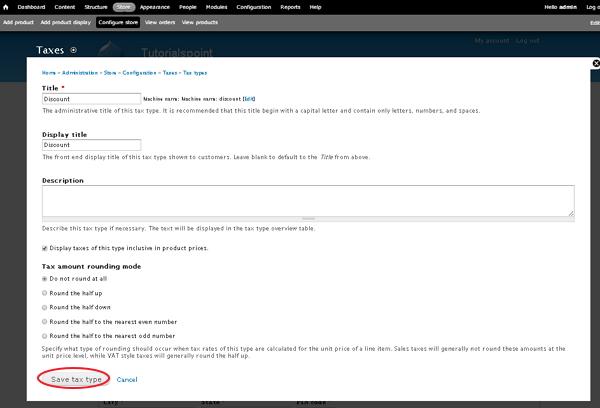 Dashboard Content Structure Store Appearance People Modules Configuration Reports Help Hello admin Log o
Add product Add product display Configure store View orders View products Edit
Taxes
Tutorialspoint
My account Log out
Home » Administration » Store » Configuration » Taxes » Tax types
Title *
Discount Machine name: Machine name: discount [Edit]
The administrative title of this tax type. It is recommended that this title begin with a capital letter and contain only letters, numbers, and spaces.
Display title
Discount
The front end display title of this tax type shown to customers. Leave blank to default to the Title from above.
Description
Describe this tax type if necessary. The text will be displayed in the tax type overview table.
Display taxes of this type inclusive in product prices.
Tax amount rounding mode
Do not round at all
Round the half up
Round the half down
Round the half to the nearest even number
Round the half to the nearest odd number
Specify what type of rounding should occur when tax rates of this type are calculated for the unit price of a line item. Sales taxes will generally not round these amounts at
the unit price level, while VAT style taxes will generally round the half up.
Save tax type Cancel
City State Pin code